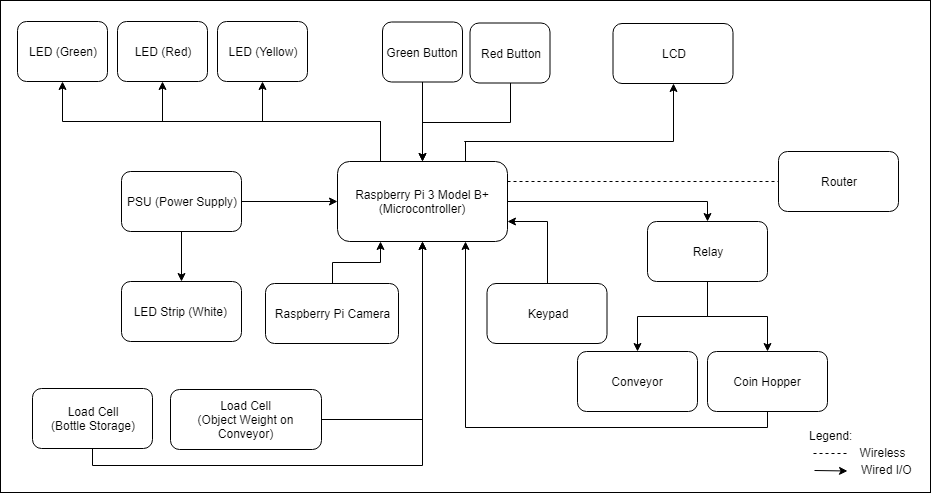 LED (Green)
LED (Red)
LED (Yellow)
Green Button
Red Button
LCD
Raspberry Pi 3 Model B+
(Microcontroller)
Router
PSU (Power Supply)
Relay
LED Strip (White)
Raspberry Pi Camera
Keypad
Conveyor
Coin Hopper
Load Cell
(Bottle Storage)
Load Cell
(Object Weight on
Conveyor)
Legend:
Wireless
Wired I/O